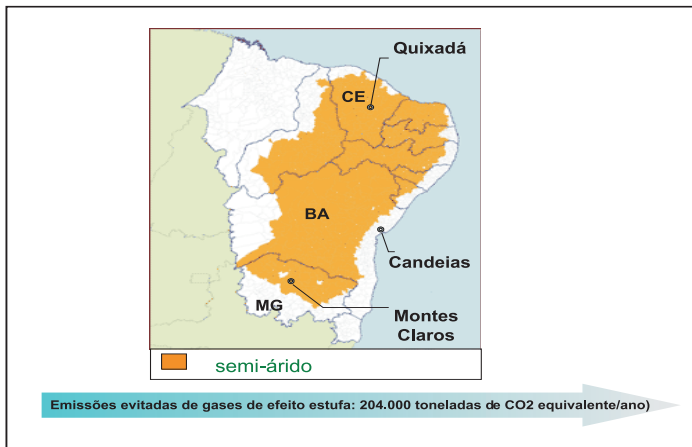 Quixadá
CE
BA
Candeias
MG
Montes
Claros
semi-árido
Emissões evitadas de gases de efeito estufa: 204.000 toneladas de CO2 equivalente/ano)